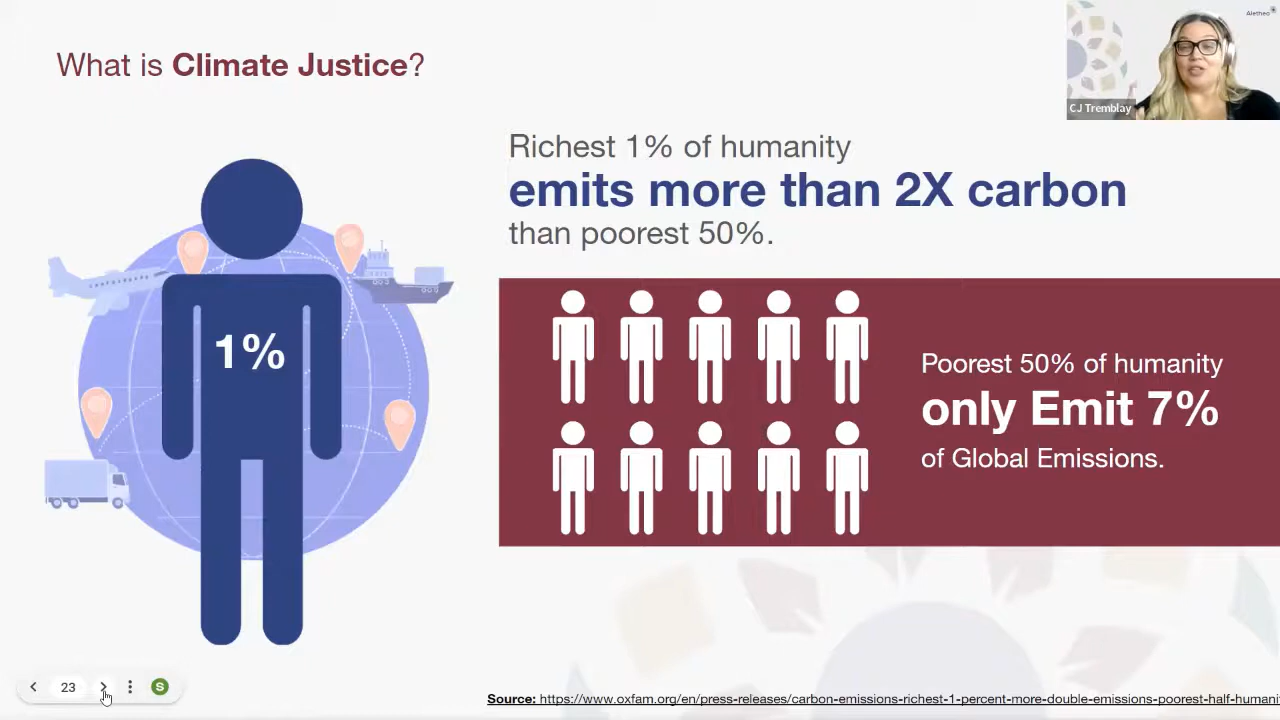 Aletheo
CJ Tremblay
What is Climate Justice?
Richest 1% of humanity
emits more than 2X carbon
than poorest 50%.
1%
Poorest 50% of humanity
only Emit 7%
of Global Emissions.
23
S
Source: https://www.oxfam.org/en/press-releases/carbon-emissions-richest-1-percent-more-double-emissions-poorest-half-humani